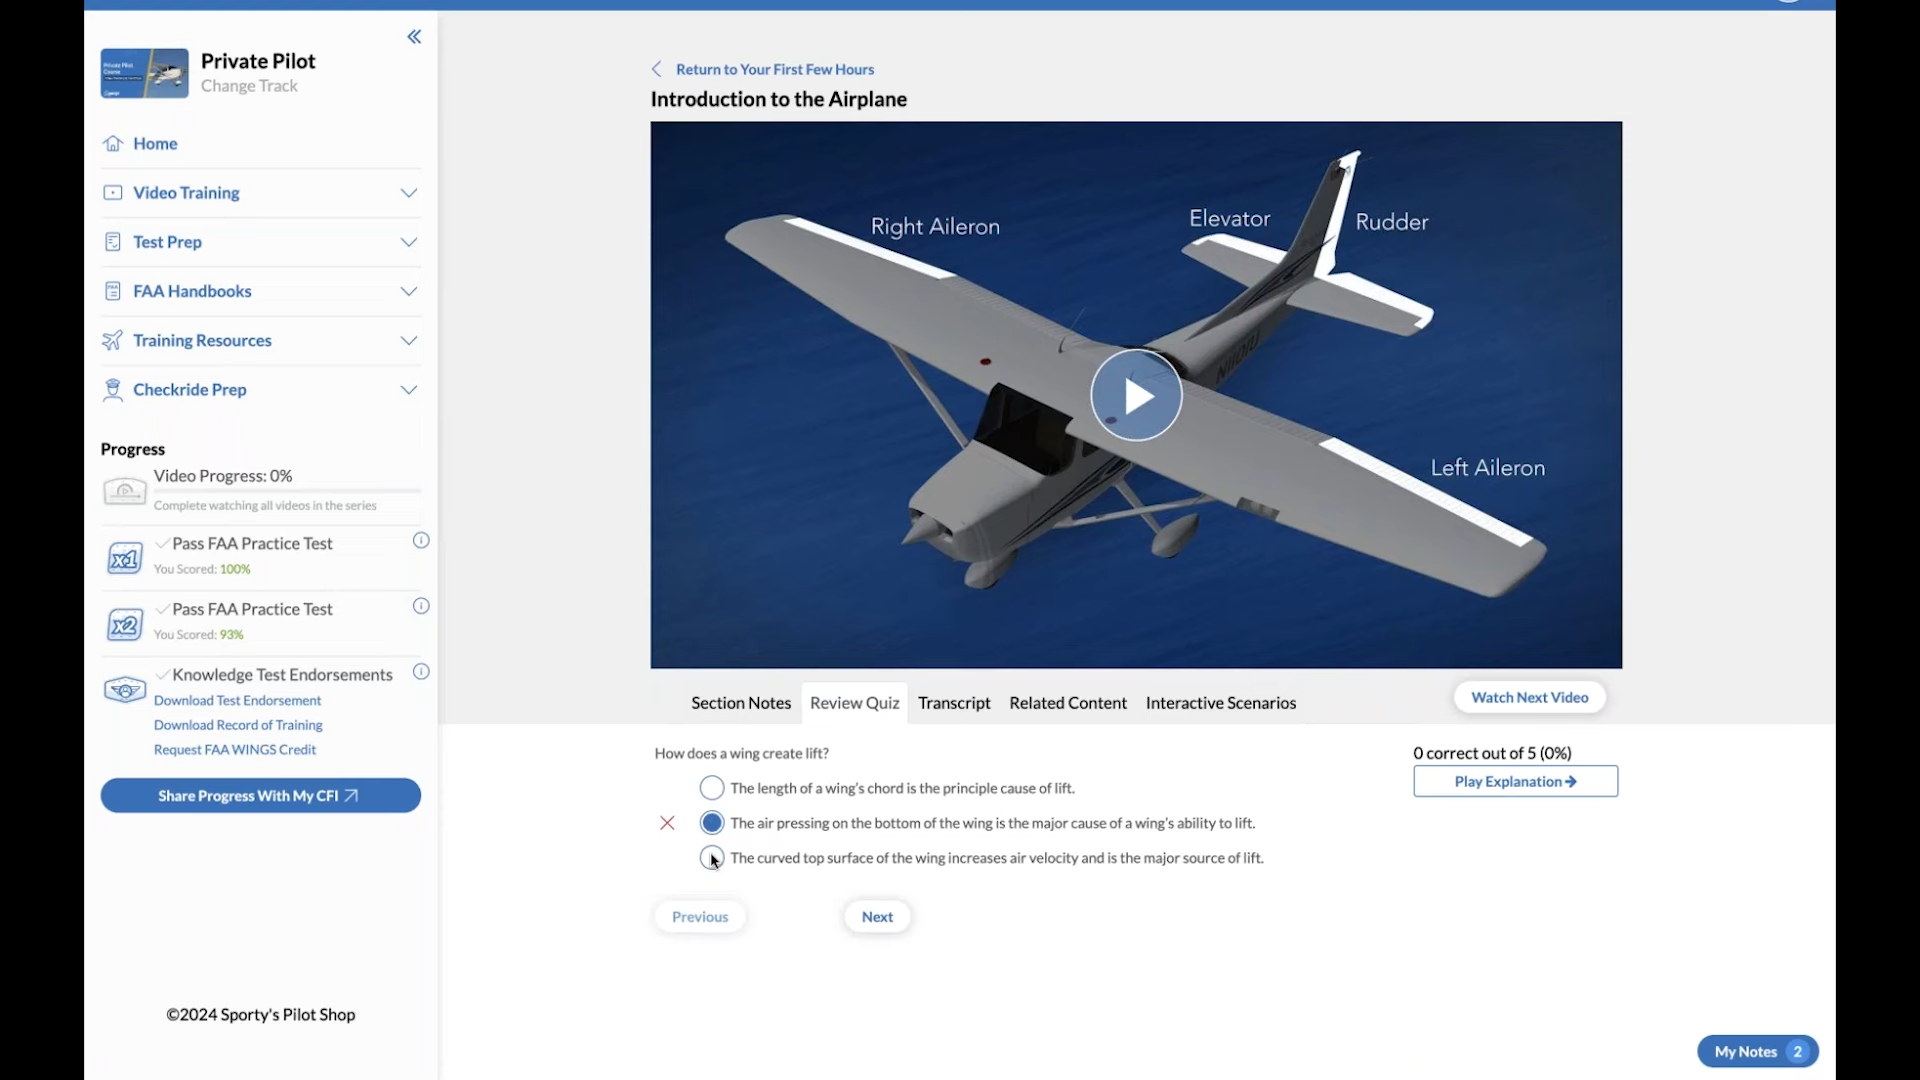 Private Pilot
Change Track
Home
Video Training
Test Prep
FAA Handbooks
Training Resources
Checkride Prep
Progress
Video Progress: 0%
Complete watching all videos in the series
x1
Pass FAA Practice Test
You Scored: 100%
x2
Pass FAA Practice Test
You Scored: 93%
Knowledge Test Endorsements
Download Test Endorsement
Download Record of Training
Request FAA WINGS Credit
Share Progress With My CFI
©2024 Sporty's Pilot Shop
Return to Your First Few Hours
Introduction to the Airplane
Right Aileron
Elevator
Rudder
Left Aileron
Section Notes
Review Quiz
Transcript
Related Content
Interactive Scenarios
Watch Next Video
How does a wing create lift?
The length of a wing's chord is the principle cause of lift.
The air pressing on the bottom of the wing is the major cause of a wing's ability to lift.
The curved top surface of the wing increases air velocity and is the major source of lift.
0 correct out of 5 (0%)
Play Explanation
Previous
Next
My Notes 2